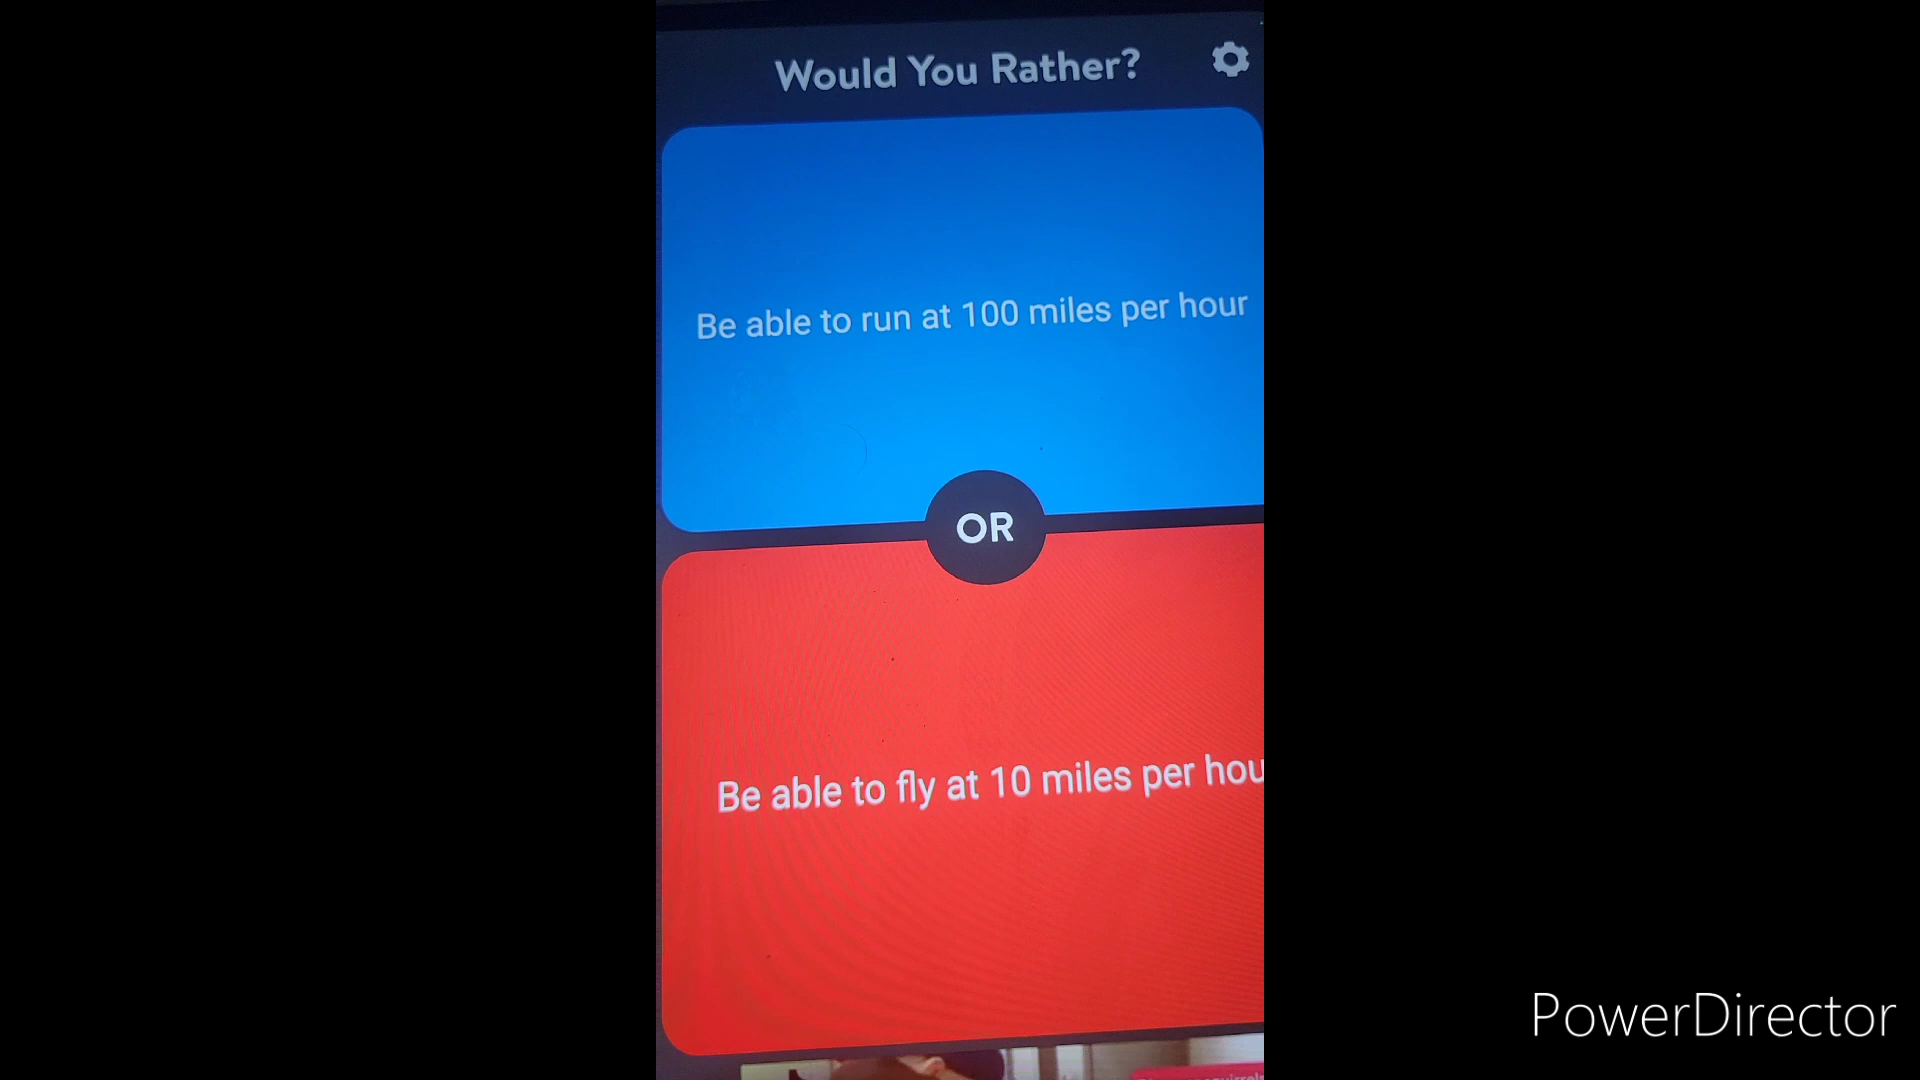 Would You Rather?
Be able to run at 100 miles per hour
OR
Be able to fly at 10 miles per hou
PowerDirector